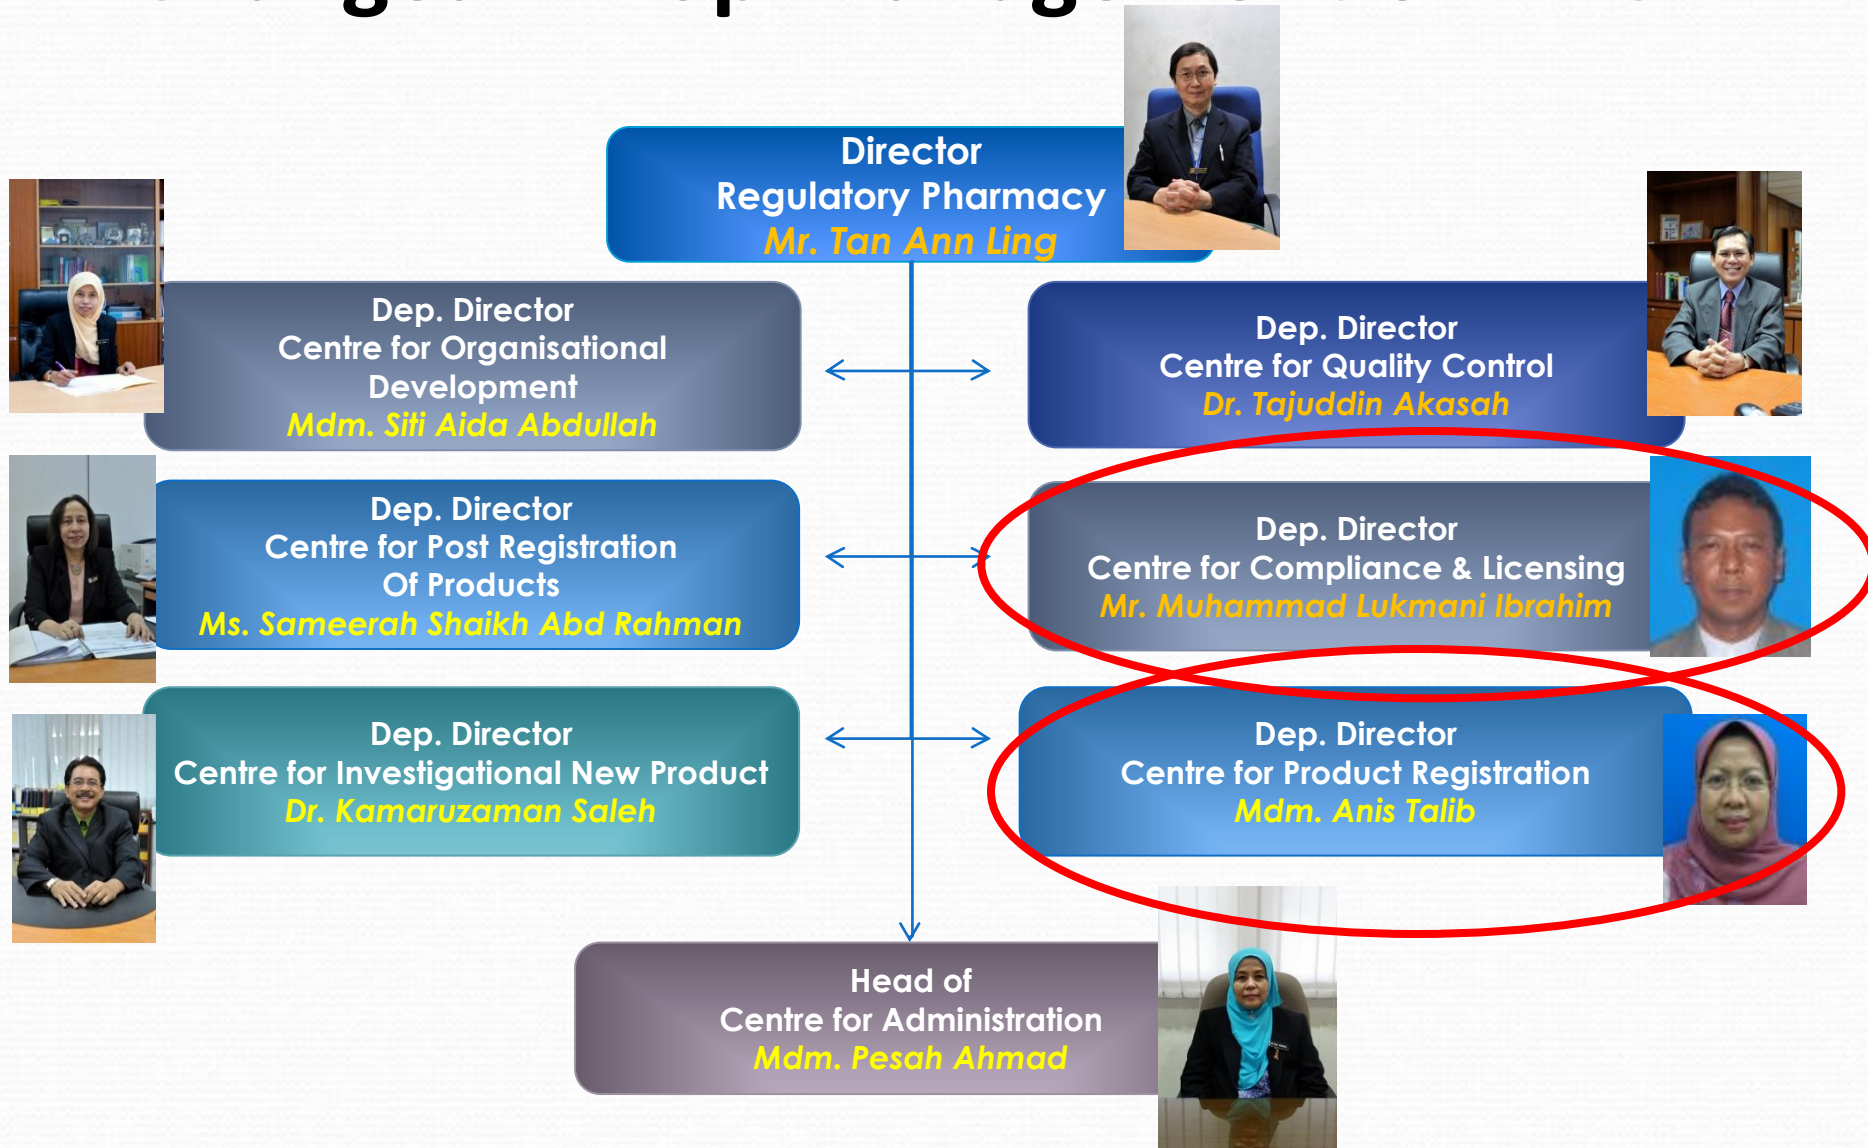 Director
Regulatory Pharmacy
Mr. Tan Ann Ling
Dep. Director
Centre for Organisational
Development
Mdm. Siti Aida Abdullah
Dep. Director
Centre for Quality Control
Dr. Tajuddin Akasah
Dep. Director
Centre for Post Registration
Of Products
Ms. Sameerah Shaikh Abd Rahman
Dep. Director
Centre for Compliance & Licensing
Mr. Muhammad Lukmani Ibrahim
Dep. Director
Centre for Investigational New Product
Dr. Kamaruzaman Saleh
Dep. Director
Centre for Product Registration
Mdm. Anis Talib
Head of
Centre for Administration
Mdm. Pesah Ahmad